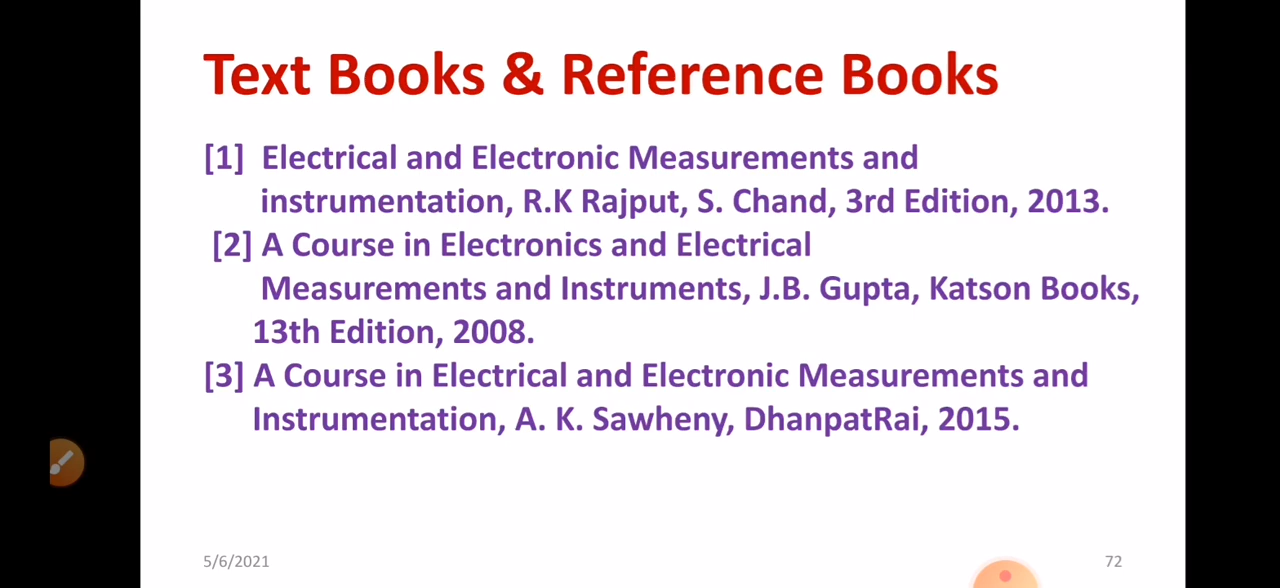 Text Books & Reference Books
[1] Electrical and Electronic Measurements and
instrumentation, R.K Rajput, S. Chand, 3rd Edition, 2013.
[2] A Course in Electronics and Electrical
Measurements and Instruments, J.B. Gupta, Katson Books,
13th Edition, 2008.
[3] A Course in Electrical and Electronic Measurements and
Instrumentation, A. K. Sawheny, DhanpatRai, 2015.
5/6/2021
72